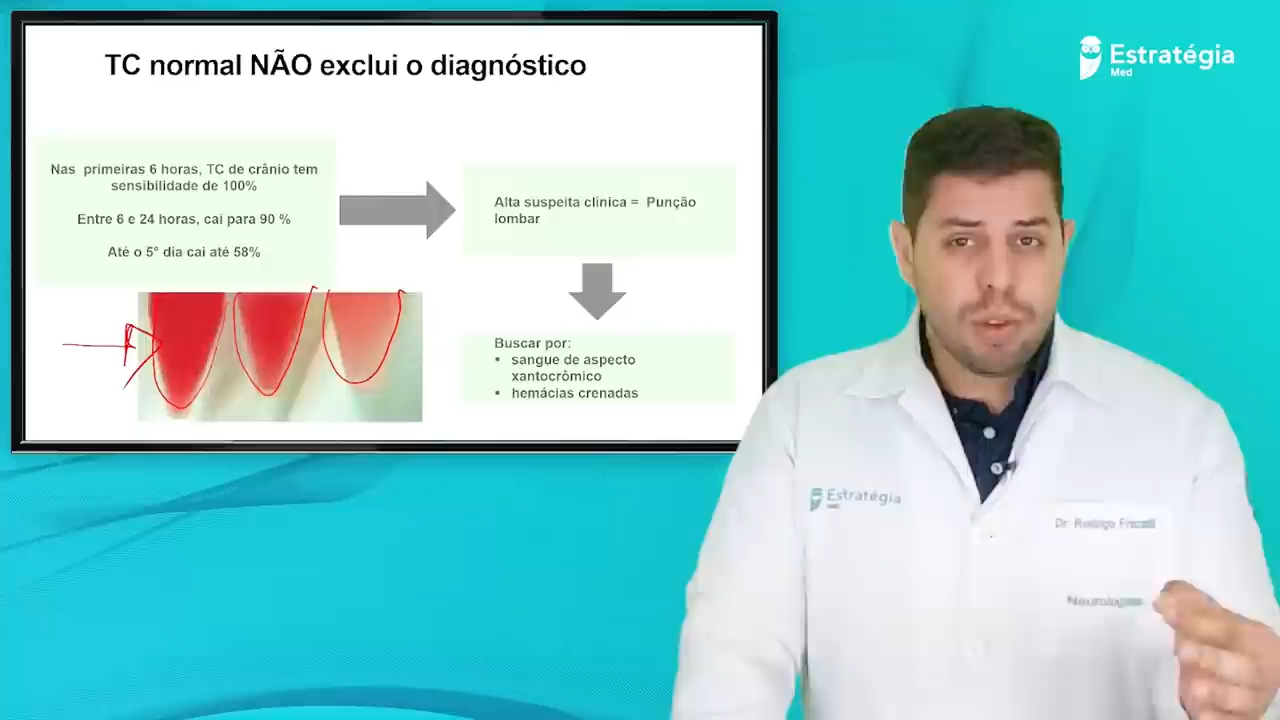 TC normal NÃO exclui o diagnóstico
Nas primeiras 6 horas, TC de crânio tem
sensibilidade de 100%
Entre 6 e 24 horas, cai para 90 %
Até o 5° dia cai até 58%
Alta suspeita clínica = Punção
lombar
Buscar por:
▪ sangue de aspecto
xantocrômico
▪ hemácias crenadas
Estratégia
Med
Estratégia
Dr. Rodrigo